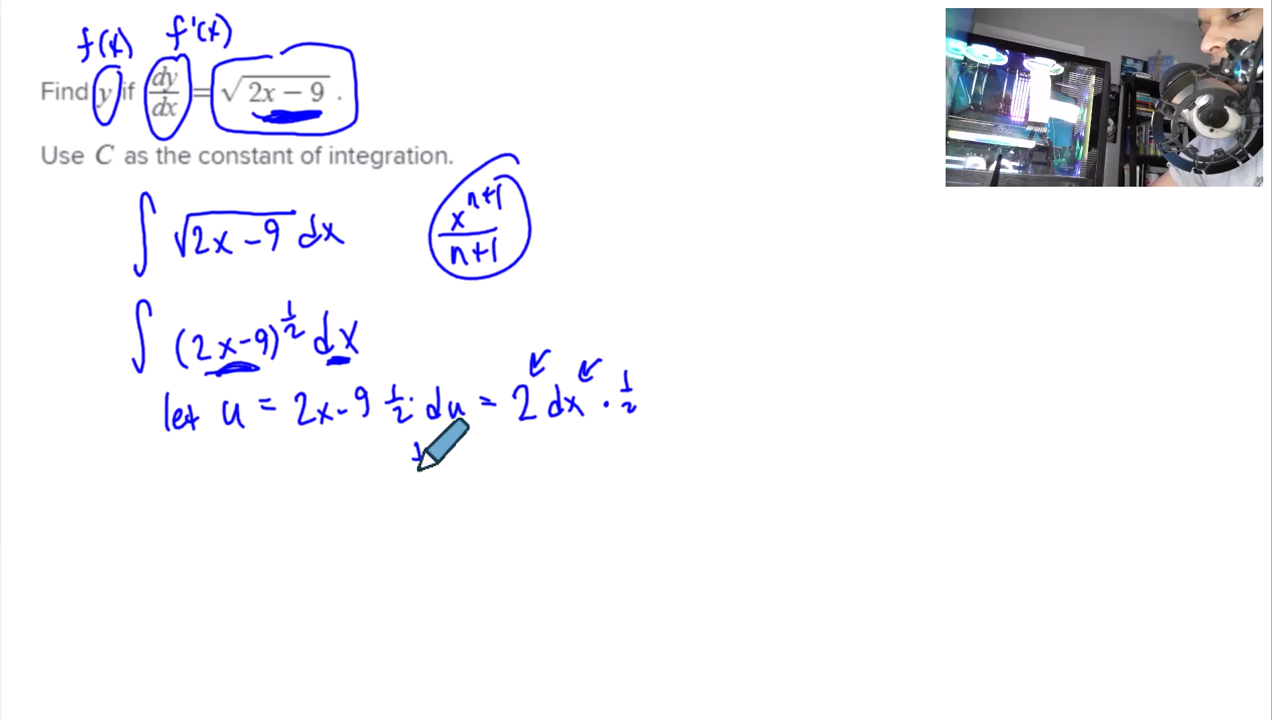 f(x) f'(x)
Find y if dy/dx = √(2x − 9) .
Use C as the constant of integration.
∫ √(2x − 9) dx
x^(n+1)/(n+1)
∫ (2x-9)^(1/2) dx
let u = 2x-9 1/2 · du = 2 dx · 1/2